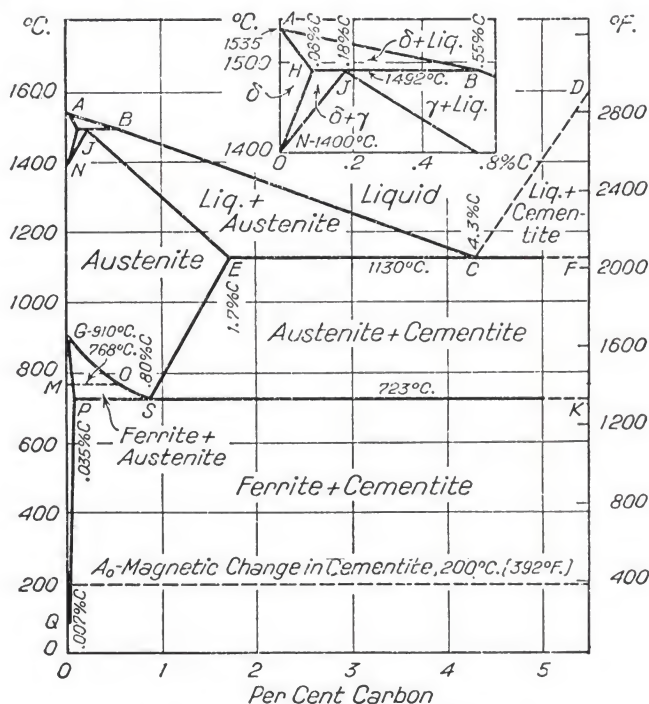 °C.
°C.
°F.
A
1535
1500
δ+Liq.
.08%C
.18%C
.55%C
H
J
1492°C.
B
δ
δ+γ
γ+Liq.
N-1400°C.
1400
0
.2
.4
.6
.8%C
D
1600
A
B
J
N
1400
2800
Liq.+
Austenite
Liquid
4.3%C
Liq.+
Cemen-
tite
2400
1200
Austenite
E
1130°C.
C
F
2000
1.7%C
1000
G-910°C.
768°C.
.80%C
Austenite+Cementite
1600
800
M
O
P
S
723°C.
K
1200
Ferrite+
Austenite
.035%C
600
Ferrite+Cementite
800
400
A₀-Magnetic Change in Cementite, 200°C.(392°F.)
400
200
Q
.007%C
0
0
1
2
3
4
5
Per Cent Carbon